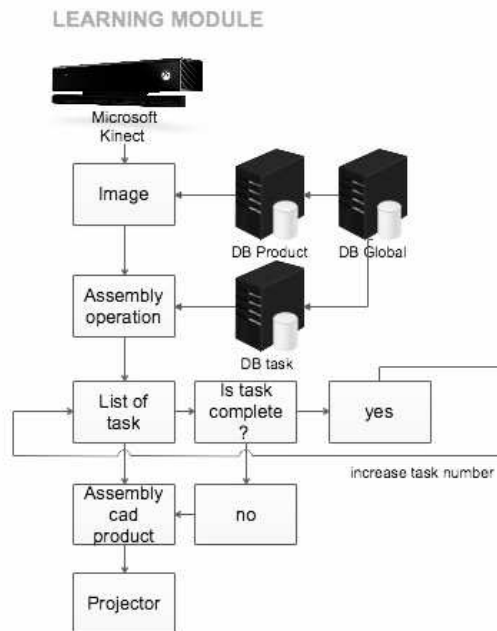 LEARNING MODULE
Microsoft
Kinect
Image
DB Product
DB Global
Assembly
operation
DB task
List of
task
Is task
complete
?
yes
increase task number
Assembly
cad
product
no
Projector